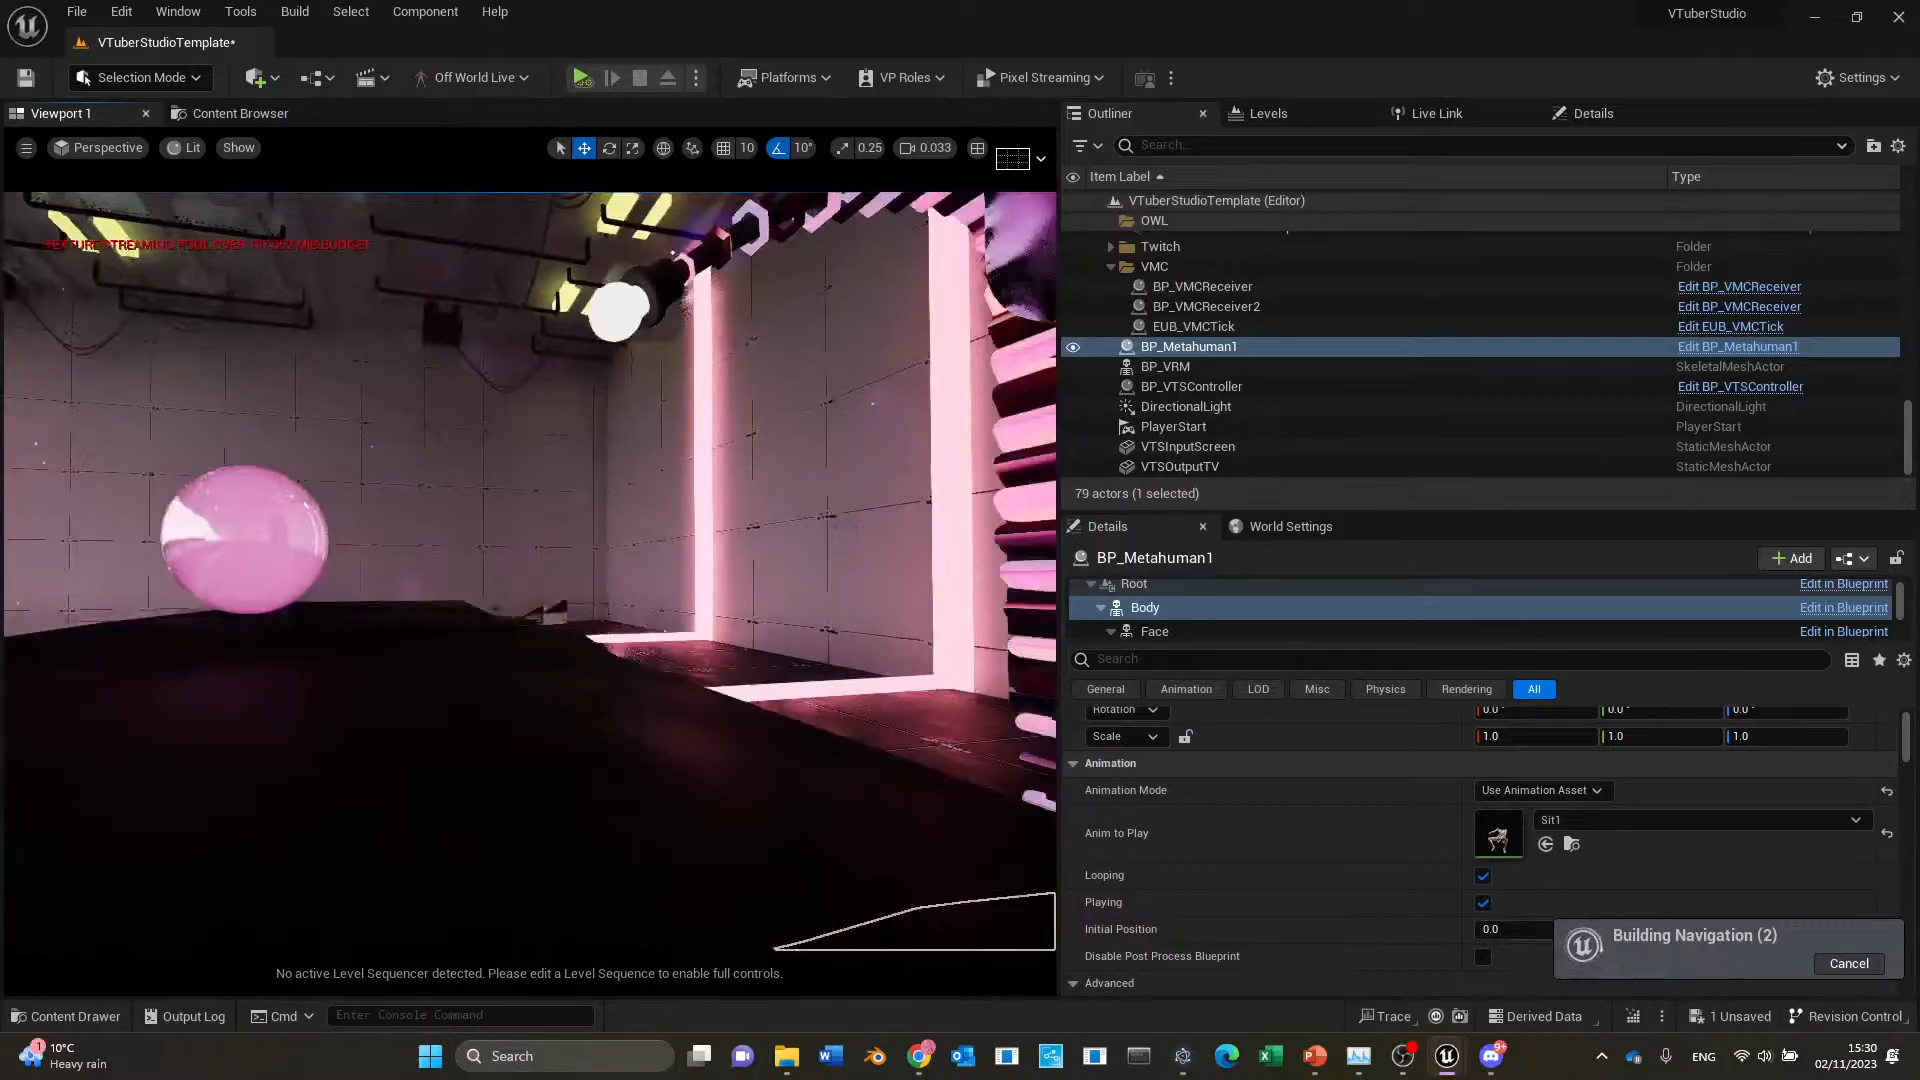 File Edit Window Tools Build Select Component Help
VTuberStudio
VTuberStudioTemplate*
Selection Mode
Off World Live
Platforms
VP Roles
Pixel Streaming
Settings
Viewport 1
Content Browser
Outliner
Levels
Live Link
Details
Perspective
Lit
Show
10
10°
0.25
0.033
Search...
Item Label
Type
VTuberStudioTemplate (Editor)
OWL
Twitch Folder
VMC Folder
BP_VMCReceiver Edit BP_VMCReceiver
BP_VMCReceiver2 Edit BP_VMCReceiver
EUB_VMCTick Edit EUB_VMCTick
BP_Metahuman1 Edit BP_Metahuman1
BP_VRM SkeletalMeshActor
BP_VTSController Edit BP_VTSController
DirectionalLight DirectionalLight
PlayerStart PlayerStart
VTSInputScreen StaticMeshActor
VTSOutputTV StaticMeshActor
79 actors (1 selected)
Details
World Settings
BP_Metahuman1
Add
Root Edit in Blueprint
Body Edit in Blueprint
Face Edit in Blueprint
Search
General Animation LOD Misc Physics Rendering All
Rotation 0.0° 0.0° 0.0°
Scale 1.0 1.0 1.0
Animation
Animation Mode Use Animation Asset
Anim to Play Sit1
Looping
Playing
Initial Position 0.0
Disable Post Process Blueprint
Advanced
Building Navigation (2)
Cancel
TEXTURE STREAMING POOL OVER
BUDGET
No active Level Sequencer detected. Please edit a Level Sequence to enable full controls.
Content Drawer
Output Log
Cmd
Enter Console Command
Trace
Derived Data
1 Unsaved
Revision Control
1
10°C
Heavy rain
Search
9+
ENG
15:30
02/11/2023